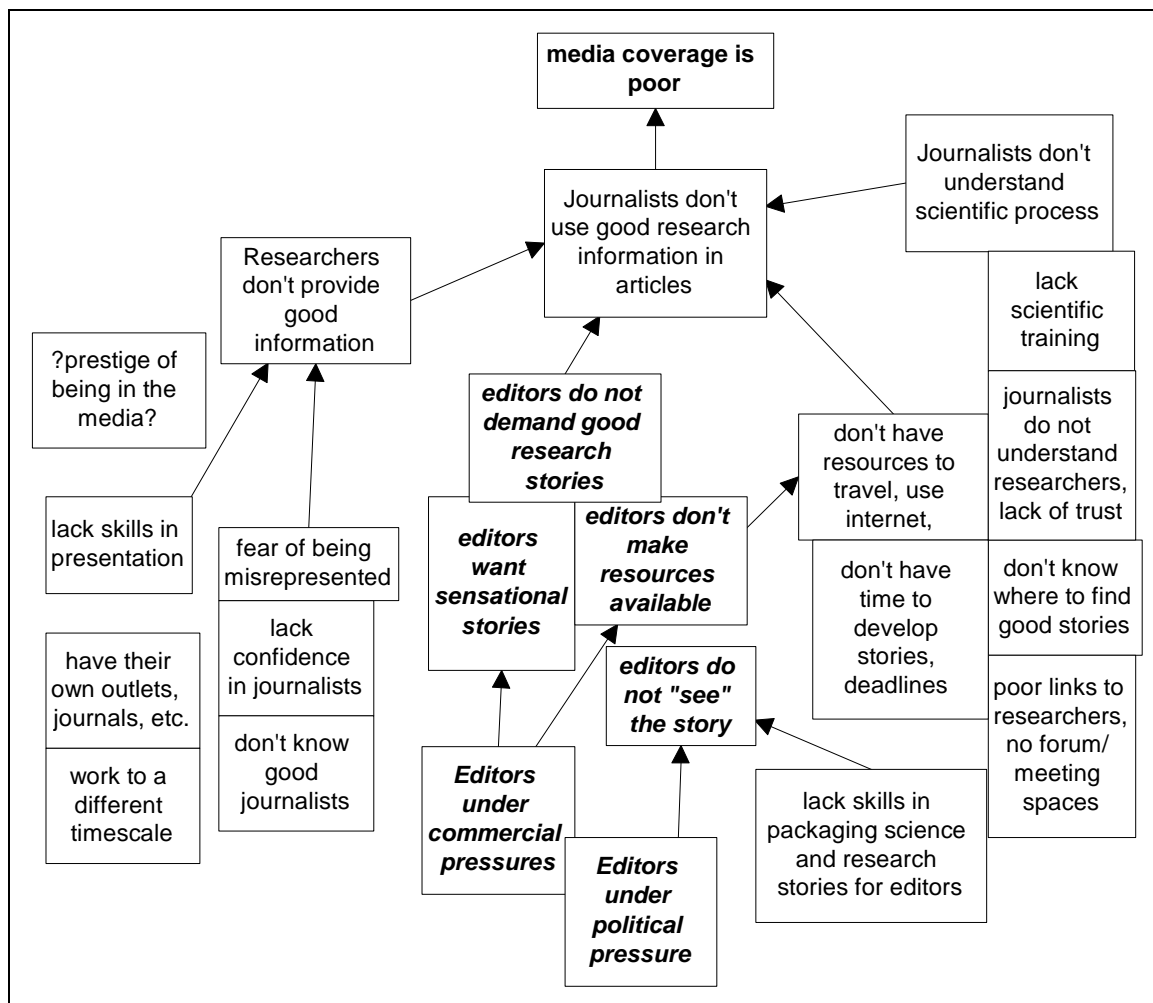 media coverage is
poor
Journalists don't
understand
scientific process
Journalists don't
use good research
information in
articles
Researchers
don't provide
good
information
lack
scientific
training
?prestige of
being in the
media?
editors do not
demand good
research
stories
don't have
resources to
travel, use
internet,
journalists
do not
understand
researchers,
lack of trust
lack skills in
presentation
fear of being
misrepresented
editors
want
sensational
stories
editors don't
make
resources
available
don't have
time to
develop
stories,
deadlines
don't know
where to find
good stories
have their
own outlets,
journals, etc.
lack
confidence
in journalists
editors do
not "see"
the story
poor links to
researchers,
no forum/
meeting
spaces
work to a
different
timescale
don't know
good
journalists
Editors
under
commercial
pressures
lack skills in
packaging science
and research
stories for editors
Editors
under
political
pressure